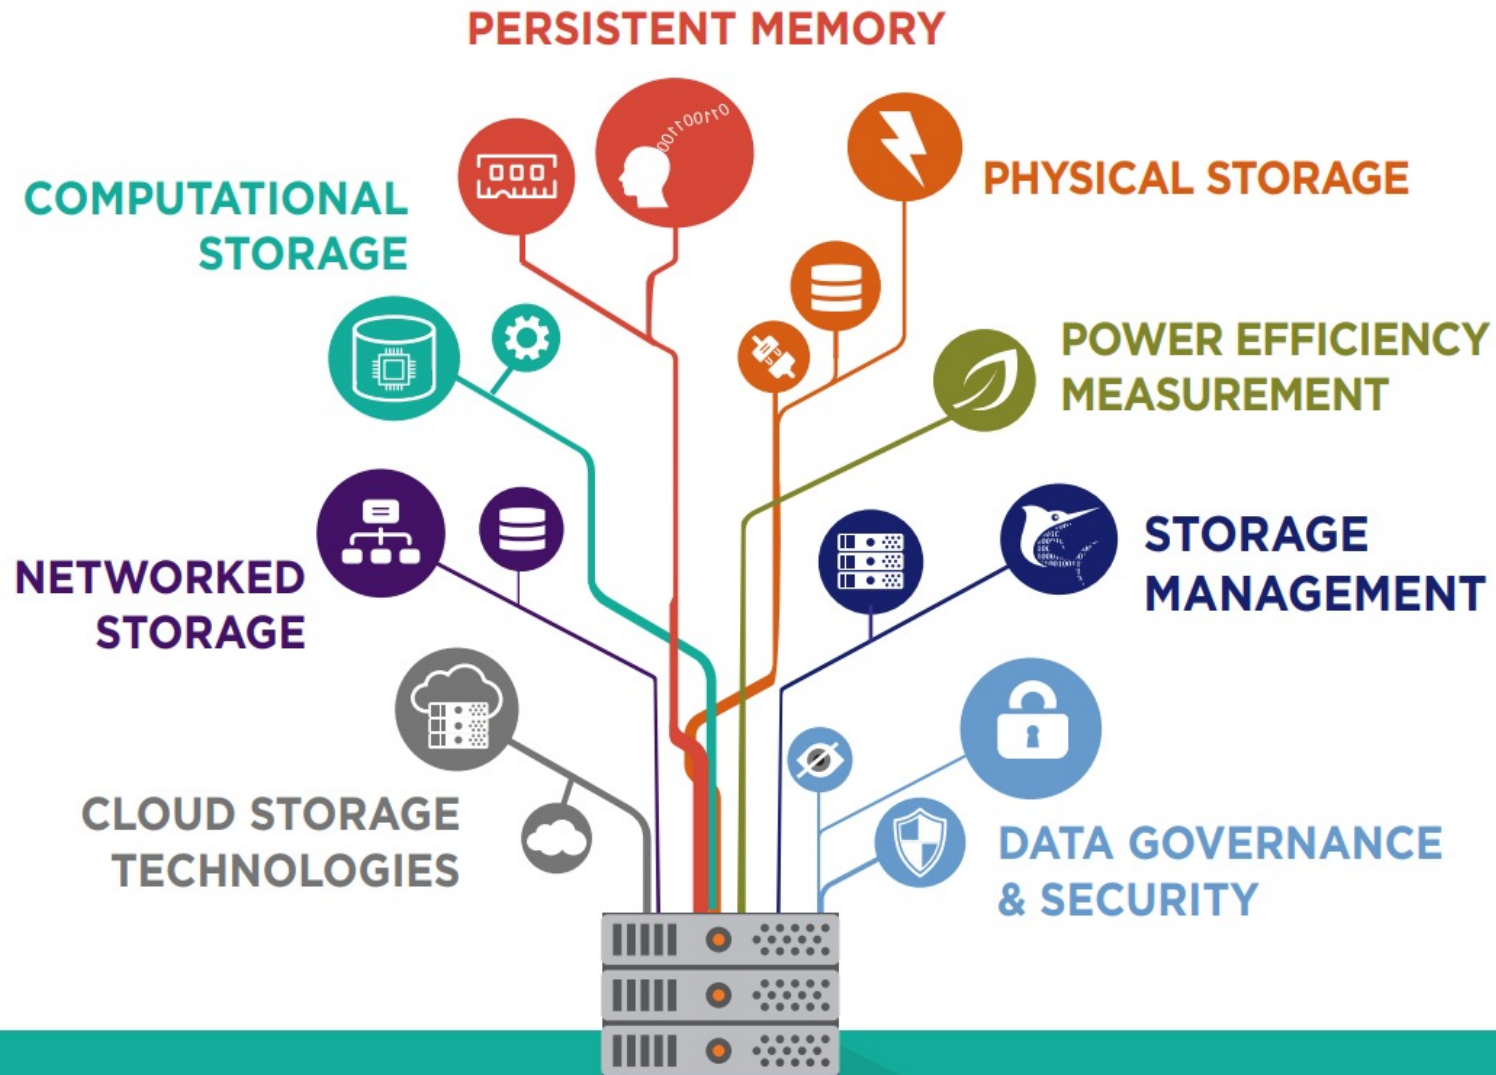 PERSISTENT MEMORY
011001100
COMPUTATIONAL
STORAGE
PHYSICAL STORAGE
POWER EFFICIENCY
MEASUREMENT
NETWORKED
STORAGE
STORAGE
MANAGEMENT
CLOUD STORAGE
TECHNOLOGIES
DATA GOVERNANCE
& SECURITY